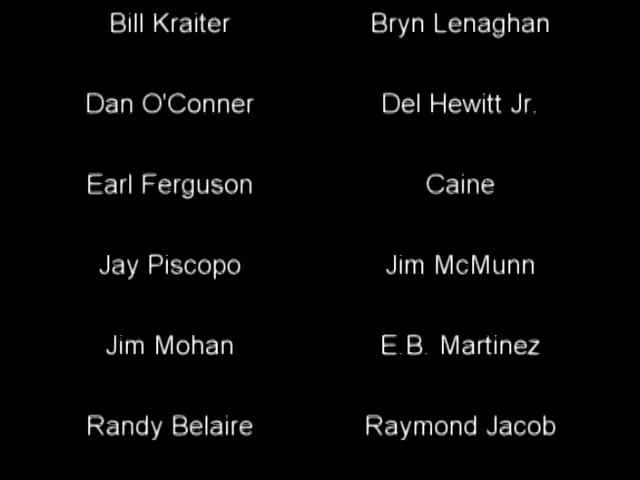 Bill Kraiter Bryn Lenaghan
Dan O'Conner Del Hewitt Jr.
Earl Ferguson Caine
Jay Piscopo Jim McMunn
Jim Mohan E.B. Martinez
Randy Belaire Raymond Jacob